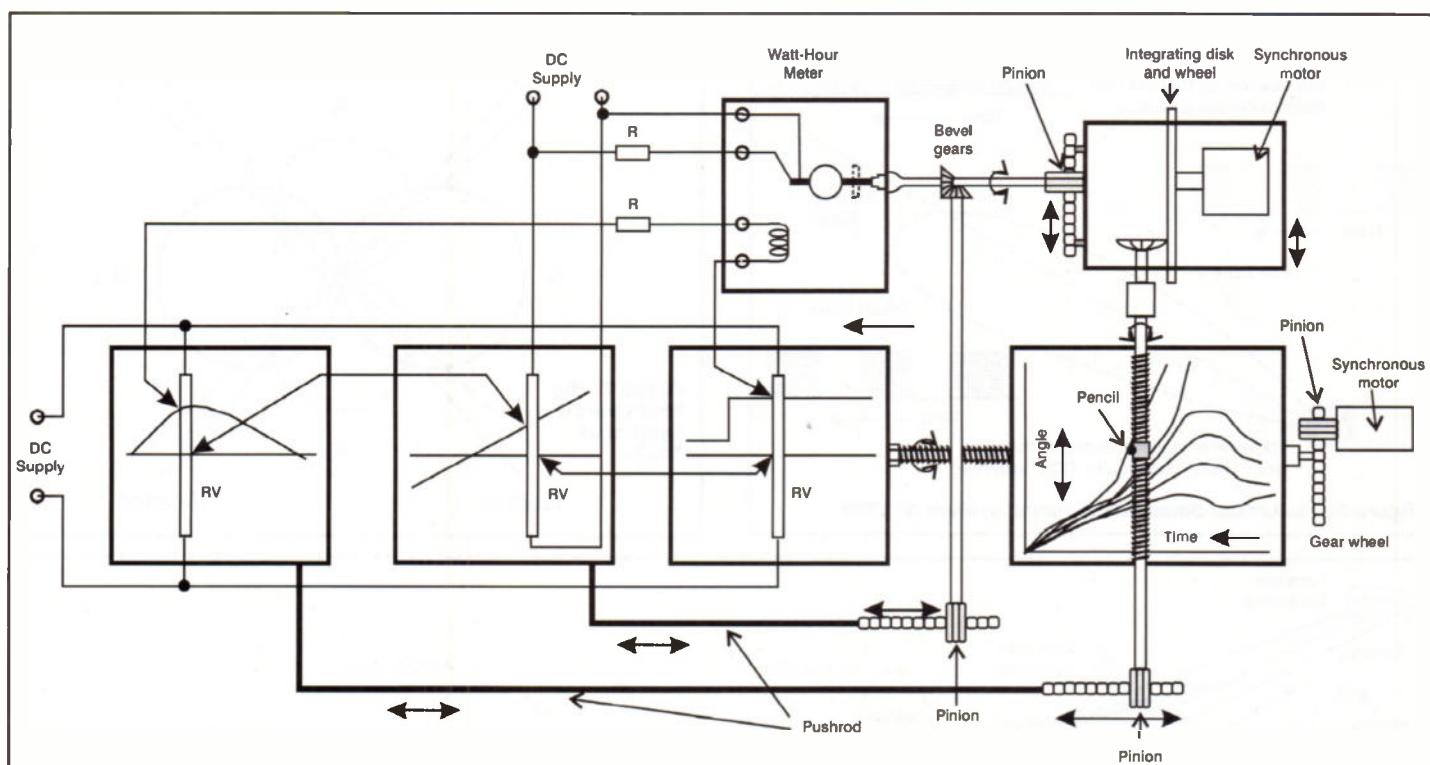 DC
Supply
Watt-Hour
Meter
Pinion
Integrating disk
and wheel
Synchronous
motor
R
Bevel
gears
R
Pinion
Synchronous
motor
Pencil
Angle
DC
Supply
RV
RV
RV
Time
Gear wheel
Pushrod
Pinion
Pinion